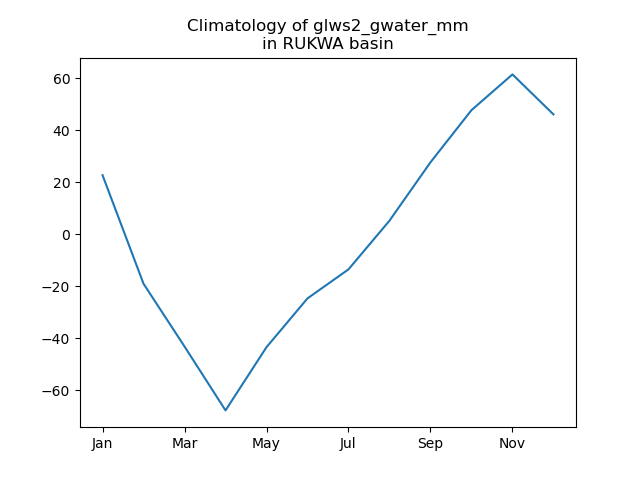 Climatology of glws2_gwater_mm
in RUKWA basin
60
40
20
0
−20
−40
−60
Jan
Mar
May
Jul
Sep
Nov